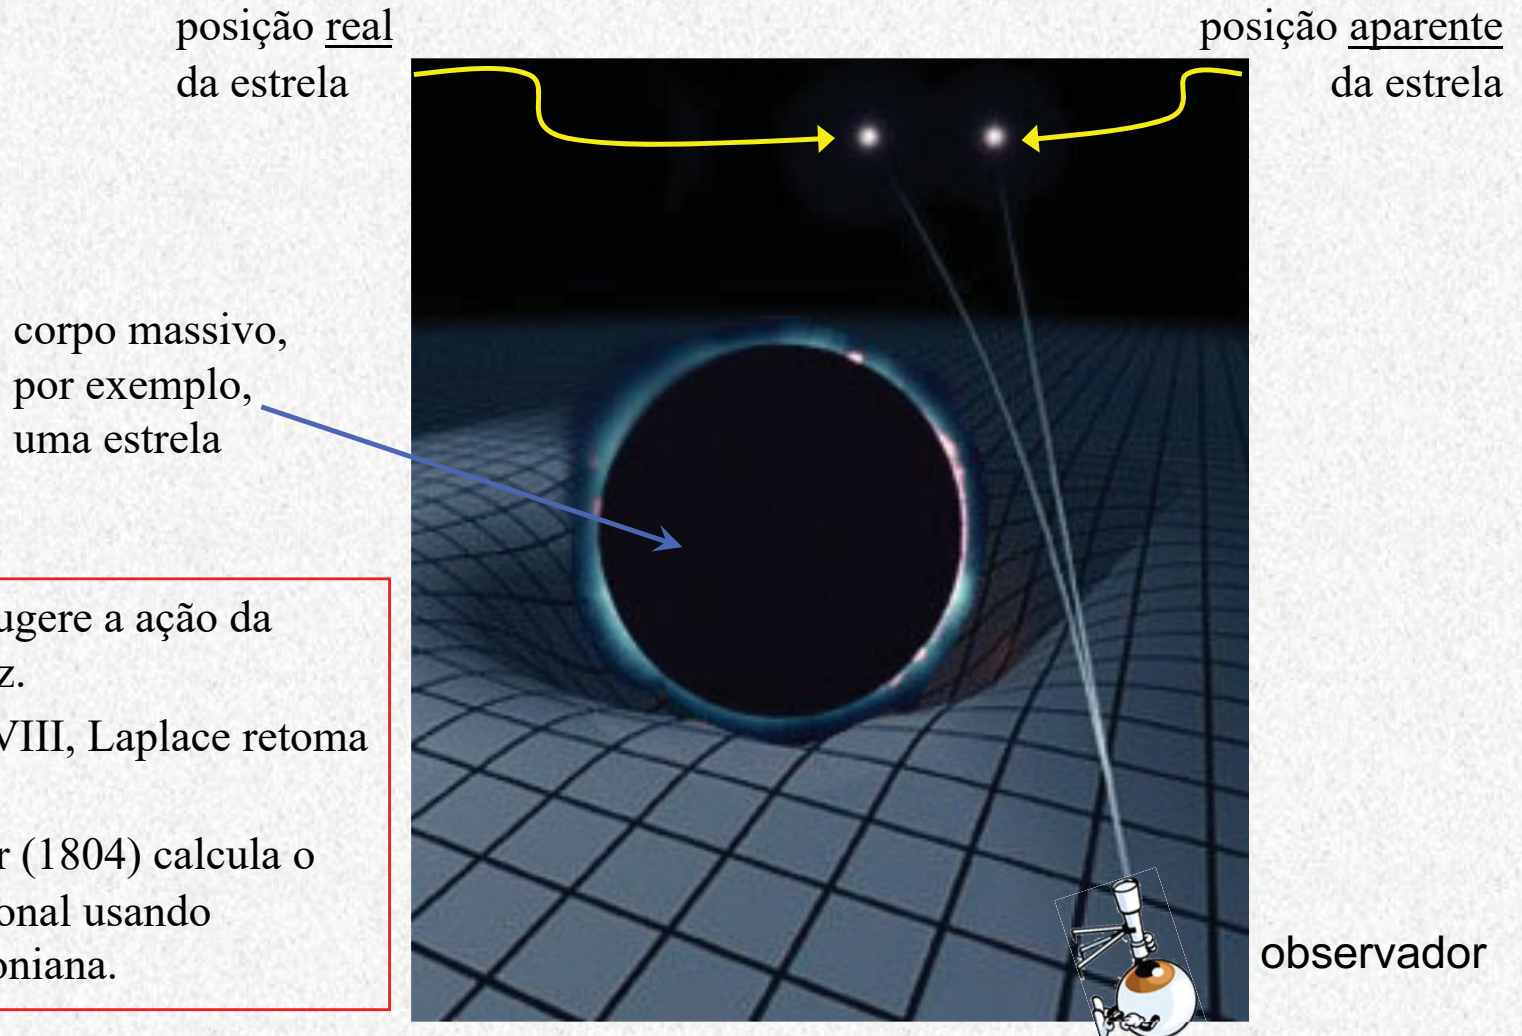 posição real
da estrela
posição aparente
da estrela
corpo massivo,
por exemplo,
uma estrela
ugere a ação da
z.
VIII, Laplace retoma
r (1804) calcula o
onal usando
oniana.
observador